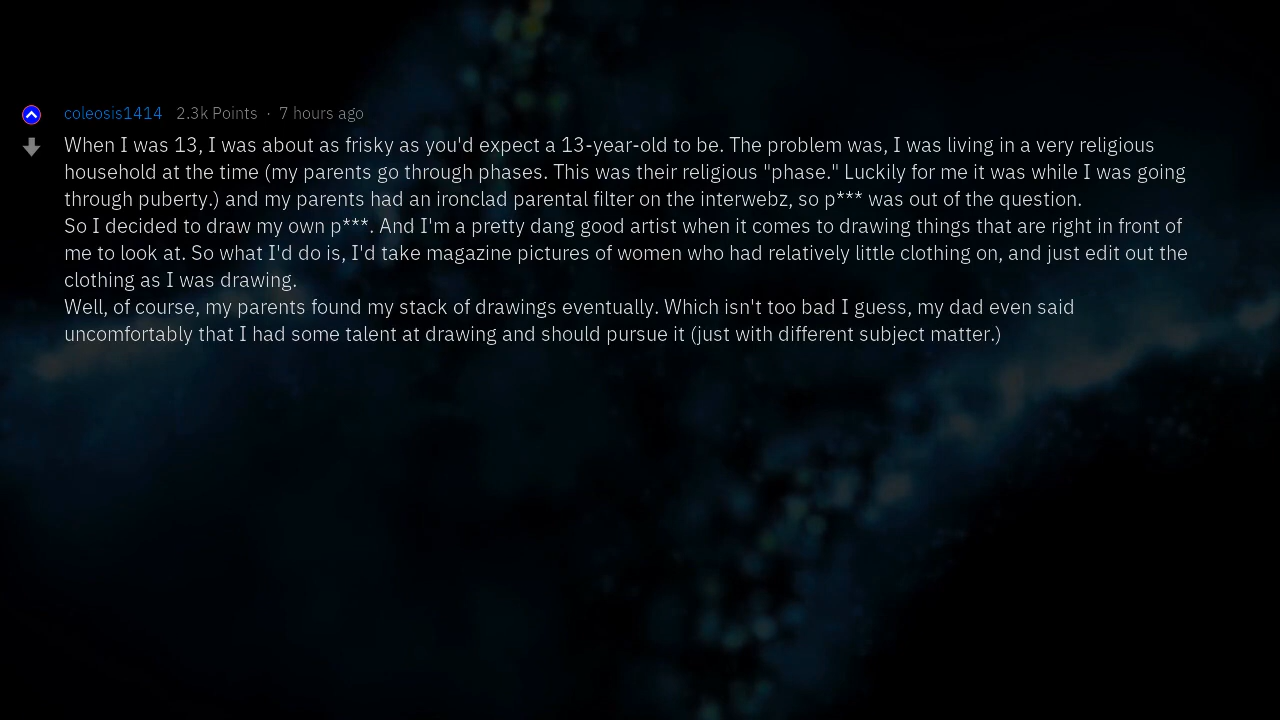 coleosis1414 2.3k Points · 7 hours ago
When I was 13, I was about as frisky as you'd expect a 13-year-old to be. The problem was, I was living in a very religious
household at the time (my parents go through phases. This was their religious "phase." Luckily for me it was while I was going
through puberty.) and my parents had an ironclad parental filter on the interwebz, so p*** was out of the question.
So I decided to draw my own p***. And I'm a pretty dang good artist when it comes to drawing things that are right in front of
me to look at. So what I'd do is, I'd take magazine pictures of women who had relatively little clothing on, and just edit out the
clothing as I was drawing.
Well, of course, my parents found my stack of drawings eventually. Which isn't too bad I guess, my dad even said
uncomfortably that I had some talent at drawing and should pursue it (just with different subject matter.)